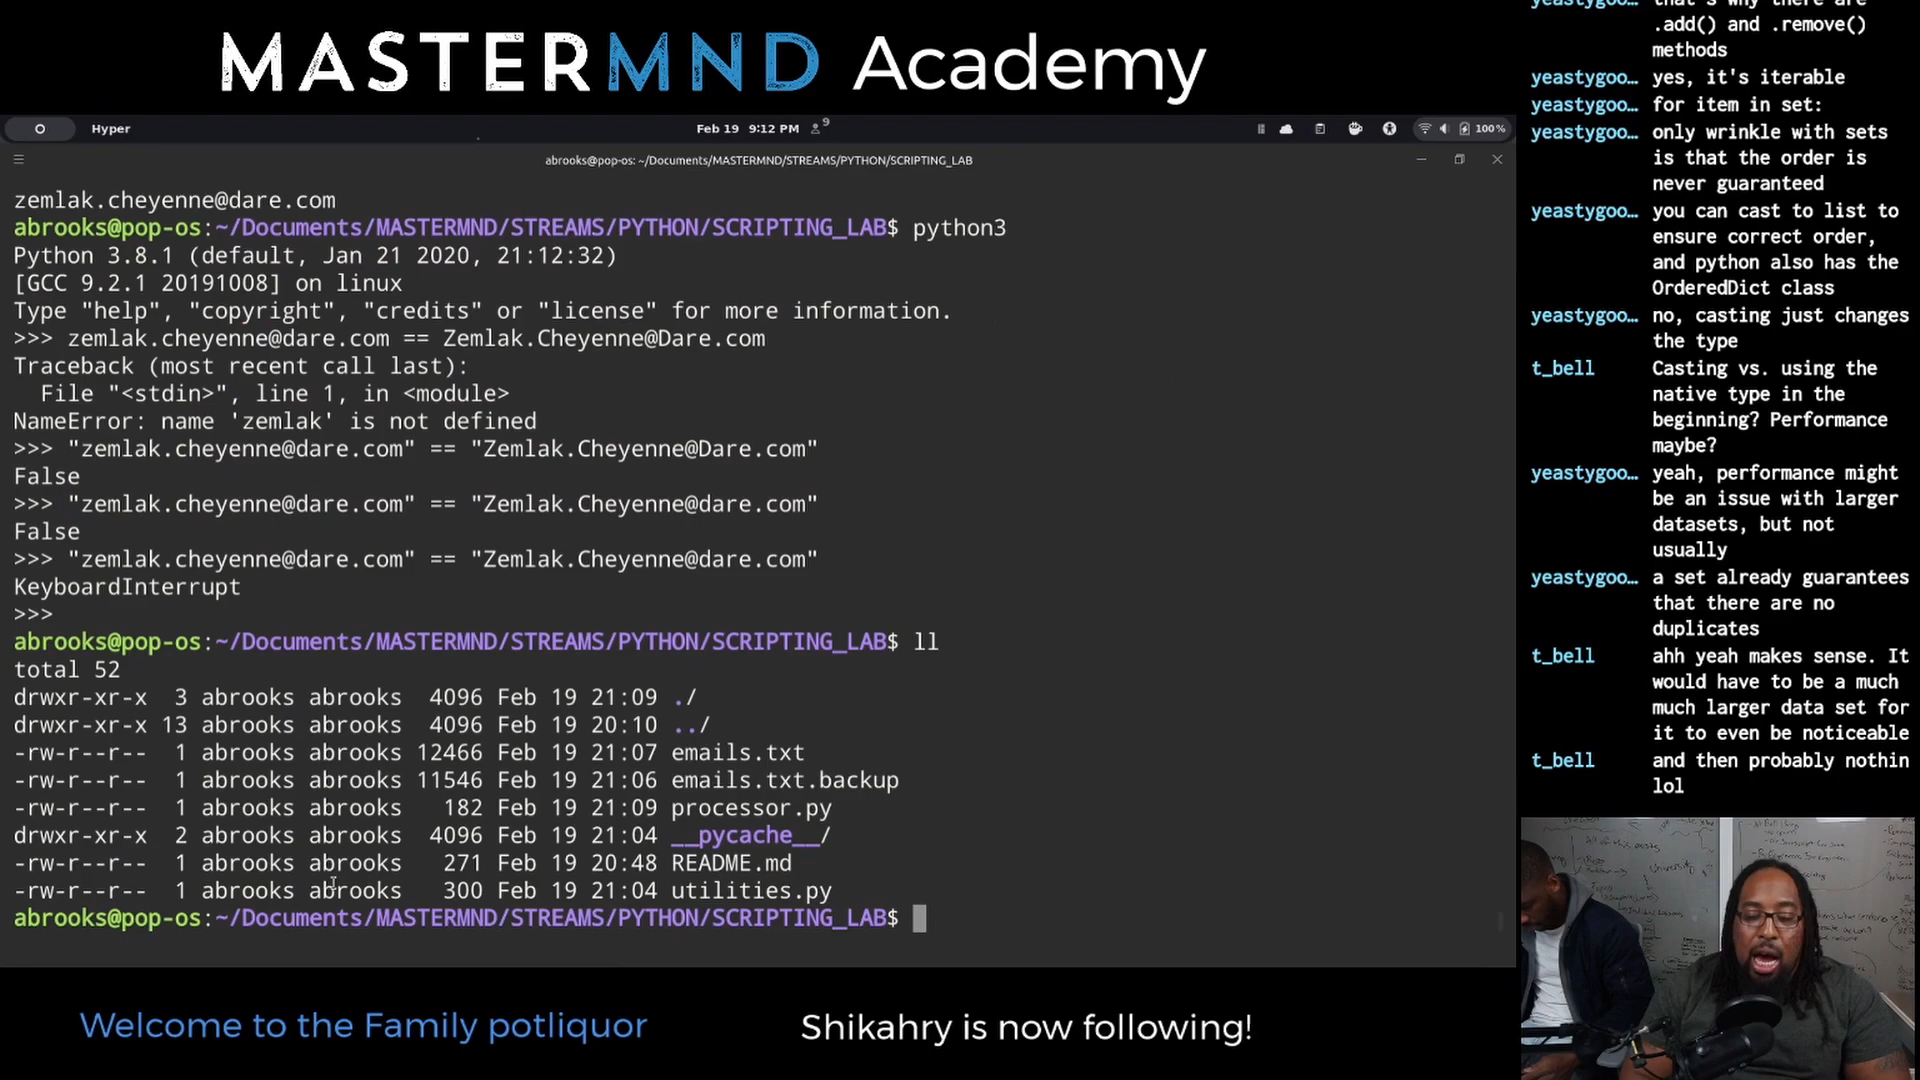 MASTERMND Academy
Hyper
Feb 19 9:12 PM
9
100%
abrooks@pop-os: ~/Documents/MASTERMND/STREAMS/PYTHON/SCRIPTING_LAB
zemlak.cheyenne@dare.com
abrooks@pop-os:~/Documents/MASTERMND/STREAMS/PYTHON/SCRIPTING_LAB$ python3
Python 3.8.1 (default, Jan 21 2020, 21:12:32)
[GCC 9.2.1 20191008] on linux
Type "help", "copyright", "credits" or "license" for more information.
>>> zemlak.cheyenne@dare.com == Zemlak.Cheyenne@Dare.com
Traceback (most recent call last):
  File "<stdin>", line 1, in <module>
NameError: name 'zemlak' is not defined
>>> "zemlak.cheyenne@dare.com" == "Zemlak.Cheyenne@Dare.com"
False
>>> "zemlak.cheyenne@dare.com" == "Zemlak.Cheyenne@dare.com"
False
>>> "zemlak.cheyenne@dare.com" == "Zemlak.Cheyenne@dare.com"
KeyboardInterrupt
>>>
abrooks@pop-os:~/Documents/MASTERMND/STREAMS/PYTHON/SCRIPTING_LAB$ ll
total 52
drwxr-xr-x  3 abrooks abrooks  4096 Feb 19 21:09 ./
drwxr-xr-x 13 abrooks abrooks  4096 Feb 19 20:10 ../
-rw-r--r--  1 abrooks abrooks 12466 Feb 19 21:07 emails.txt
-rw-r--r--  1 abrooks abrooks 11546 Feb 19 21:06 emails.txt.backup
-rw-r--r--  1 abrooks abrooks   182 Feb 19 21:09 processor.py
drwxr-xr-x  2 abrooks abrooks  4096 Feb 19 21:04 __pycache__/
-rw-r--r--  1 abrooks abrooks   271 Feb 19 20:48 README.md
-rw-r--r--  1 abrooks abrooks   300 Feb 19 21:04 utilities.py
abrooks@pop-os:~/Documents/MASTERMND/STREAMS/PYTHON/SCRIPTING_LAB$
yeastygoo… that's why there are
.add() and .remove()
methods
yeastygoo… yes, it's iterable
yeastygoo… for item in set:
yeastygoo… only wrinkle with sets
is that the order is
never guaranteed
yeastygoo… you can cast to list to
ensure correct order,
and python also has the
OrderedDict class
yeastygoo… no, casting just changes
the type
t_bell Casting vs. using the
native type in the
beginning? Performance
maybe?
yeastygoo… yeah, performance might
be an issue with larger
datasets, but not
usually
yeastygoo… a set already guarantees
that there are no
duplicates
t_bell ahh yeah makes sense. It
would have to be a much
much larger data set for
it to even be noticeable
t_bell and then probably nothin
lol
Welcome to the Family potliquor
Shikahry is now following!